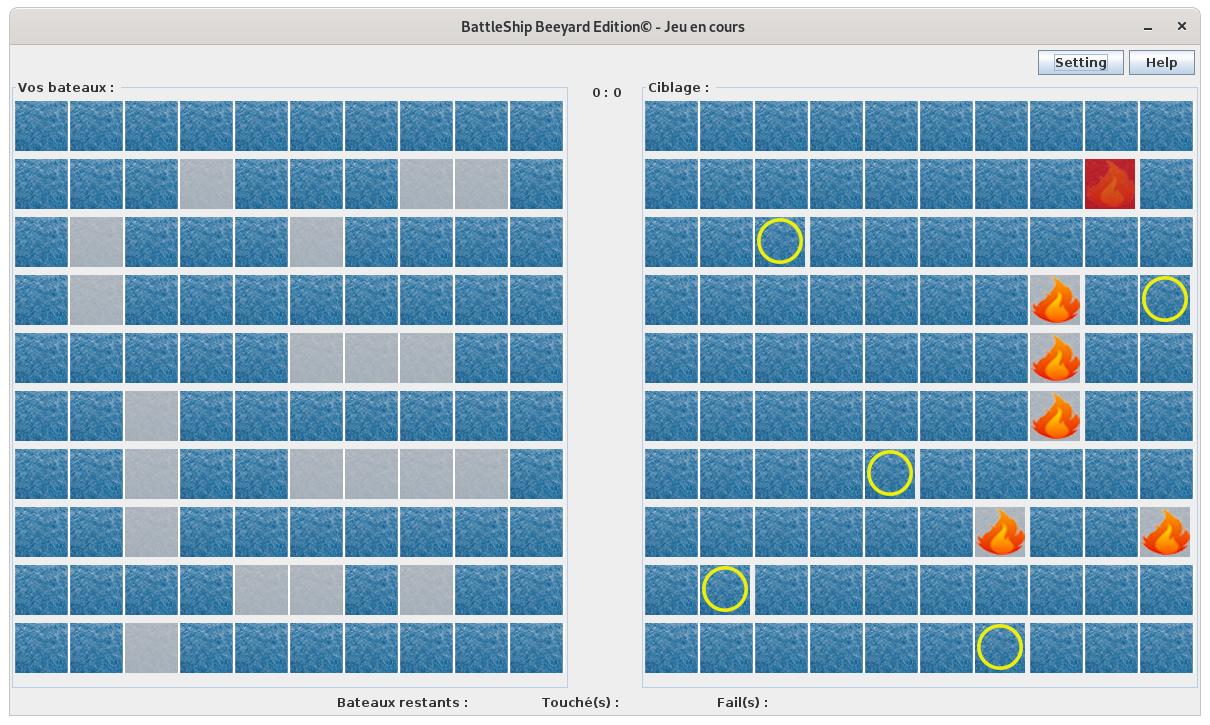 BattleShip Beeyard Edition© - Jeu en cours
Setting
Help
Vos bateaux :
0 : 0
Ciblage :
Bateaux restants :
Touché(s) :
Fail(s) :